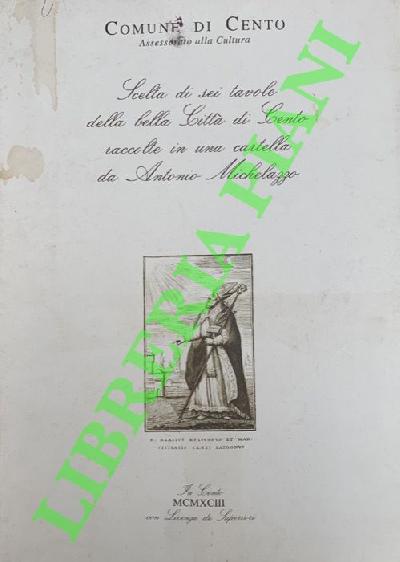 COMUNE DI CENTO
Assessorato alla Cultura
Scelta di sei tavole
della bella Città di Cento
raccolte in una cartella
da Antonio Michelazzo
In Cento
MCMXCIII
con Licenza de Superiori
LIBRERIA PIANI